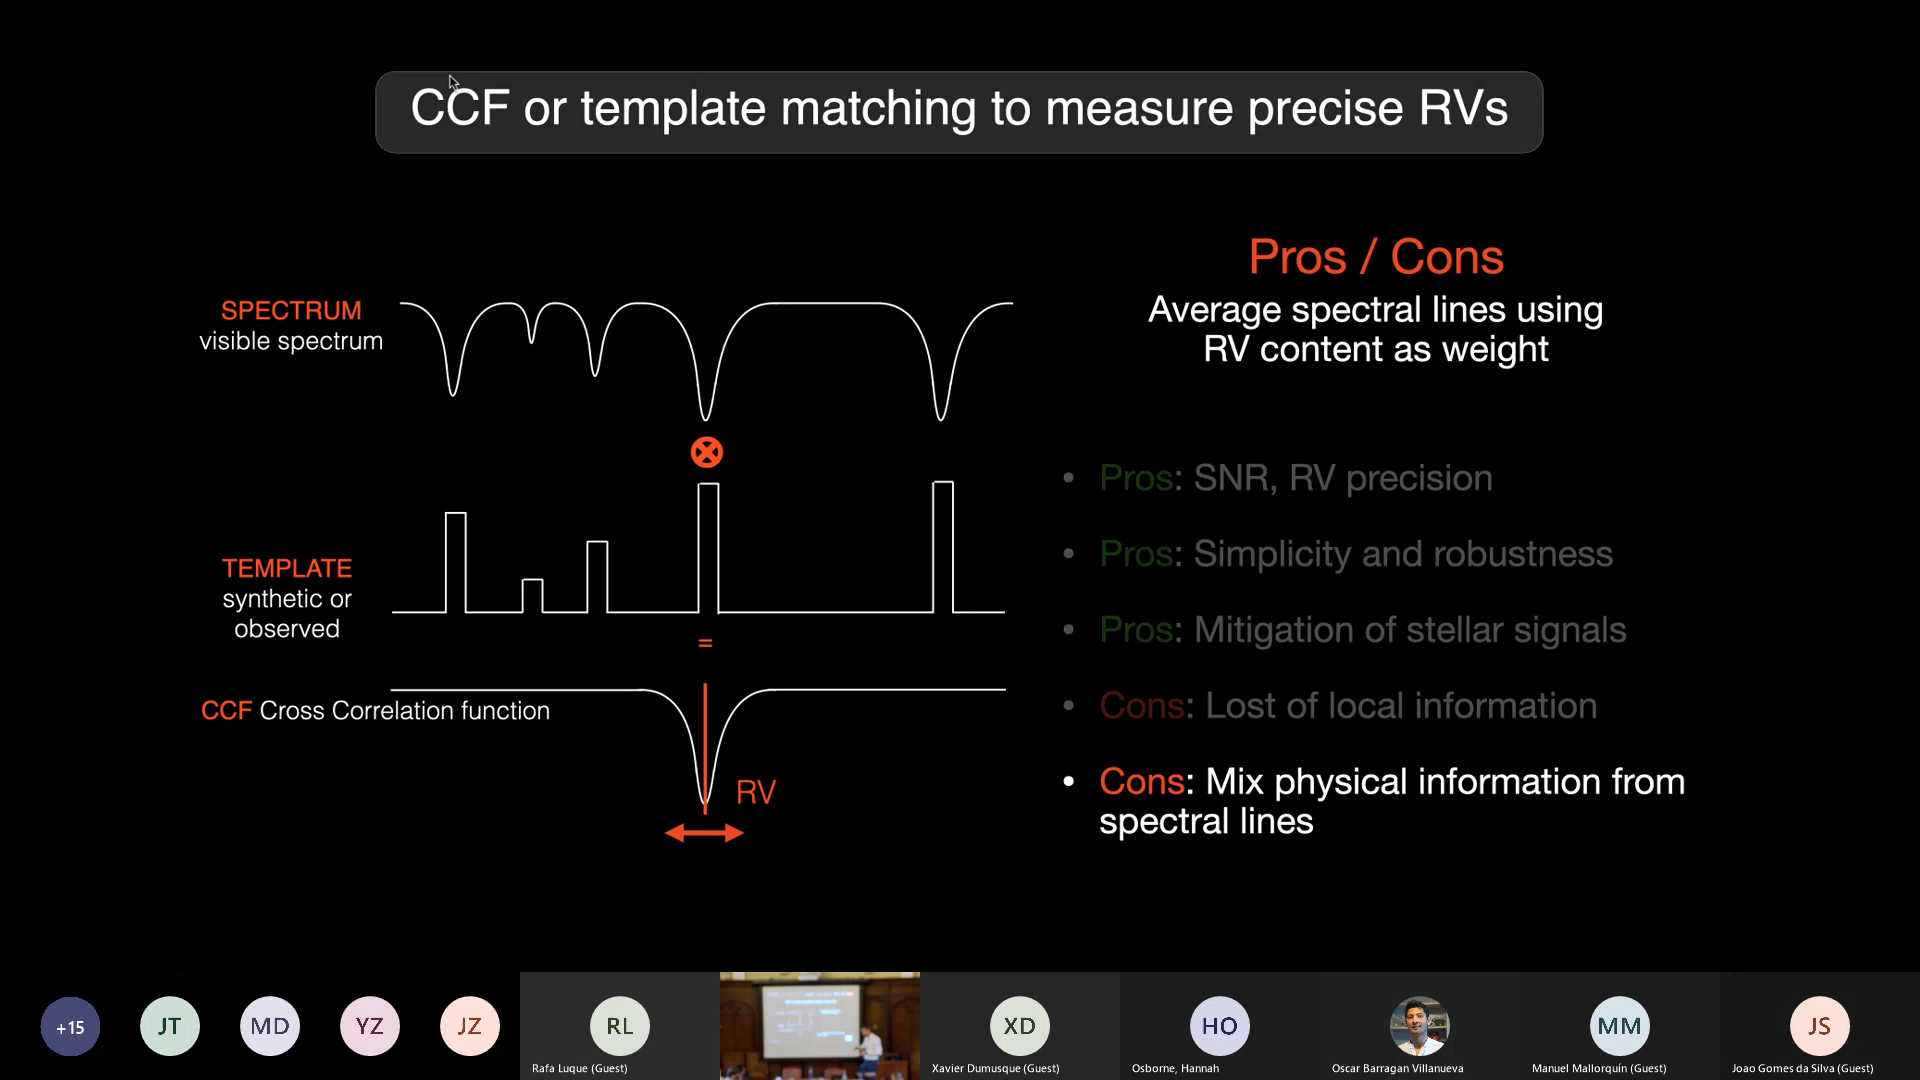 CCF or template matching to measure precise RVs
SPECTRUM
visible spectrum
TEMPLATE
synthetic or
observed
=
CCF Cross Correlation function
RV
Pros / Cons
Average spectral lines using
RV content as weight
• Pros: SNR, RV precision
• Pros: Simplicity and robustness
• Pros: Mitigation of stellar signals
• Cons: Lost of local information
• Cons: Mix physical information from
spectral lines
+15
JT
MD
YZ
JZ
RL
Rafa Luque (Guest)
XD
Xavier Dumusque (Guest)
HO
Osborne, Hannah
Oscar Barragan Villanueva
MM
Manuel Mallorquín (Guest)
JS
Joao Gomes da Silva (Guest)